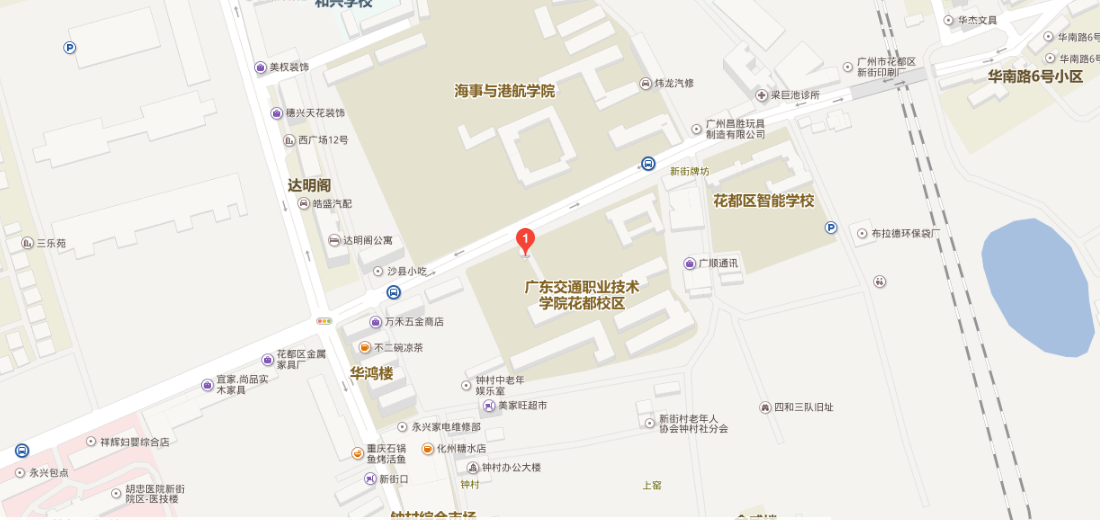 和兴学校
华杰文具
华南路6号
美权装饰
广州市花都区
新街印刷厂
华南路6号
华南路6号小区
海事与港航学院
炜龙汽修
梁巨池诊所
穗兴天花装饰
广州昌胜玩具
制造有限公司
西广场12号
新街牌坊
达明阁
皓盛汽配
花都区智能学校
三乐苑
达明阁公寓
1
布拉德环保袋厂
沙县小吃
广顺通讯
广东交通职业技术
学院花都校区
万禾五金商店
不二碗凉茶
花都区金属
家具厂
华鸿楼
宜家.尚品实
木家具
钟村中老年
娱乐室
美家旺超市
四和三队旧址
新街村老年人
协会钟村社分会
永兴家电维修部
祥辉妇婴综合店
重庆石锅
鱼烤活鱼
化州糖水店
永兴包点
钟村办公大楼
新街口
钟村
上窑
胡忠医院新街
院区-医技楼
钟村综合市场